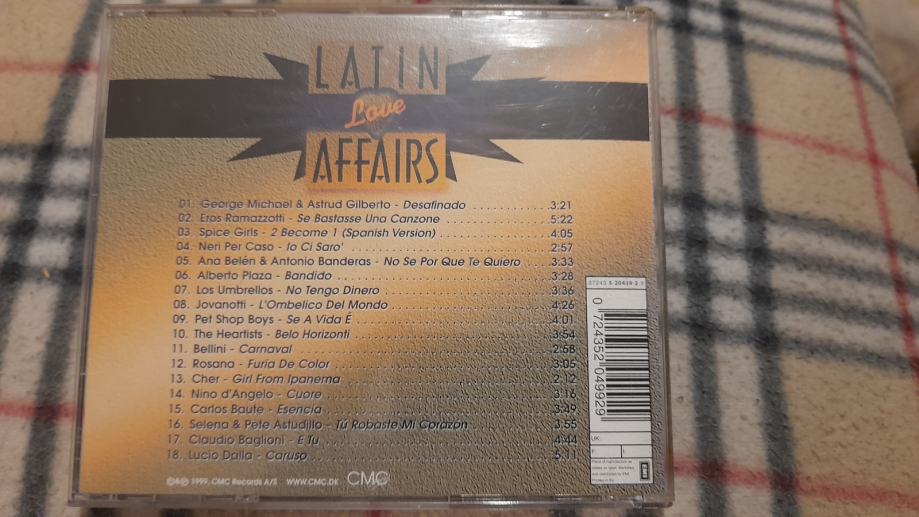 LATIN
Love
AFFAIRS
01. George Michael & Astrud Gilberto - Desafinado ............3:21
02. Eros Ramazzotti - Se Bastasse Una Canzone ............5:22
03. Spice Girls - 2 Become 1 (Spanish Version) ............4:05
04. Neri Per Caso - Io Ci Saro' ............2:57
05. Ana Belén & Antonio Banderas - No Se Por Que Te Quiero ......3:33
06. Alberto Plaza - Bandido ............3:28
07. Los Umbrellos - No Tengo Dinero ............3:36
08. Jovanotti - L'Ombelico Del Mondo ............4:26
09. Pet Shop Boys - Se A Vida É ............4:01
10. The Heartists - Belo Horizonti ............3:54
11. Bellini - Carnaval ............2:58
12. Rosana - Furia De Color ............3:05
13. Cher - Girl From Ipanema ............2:12
14. Nino d'Angelo - Cuore ............3:16
15. Carlos Baute - Esencia ............3:49
16. Selena & Pete Astudillo - Tú Robaste Mi Corazón ............3:55
17. Claudio Baglioni - E Tu ............4:44
18. Lucio Dalla - Caruso ............5:11
℗© 1999, CMC Records A/S WWW.CMC.DK CMC
0 724352 049929
UK:
F:
EMI